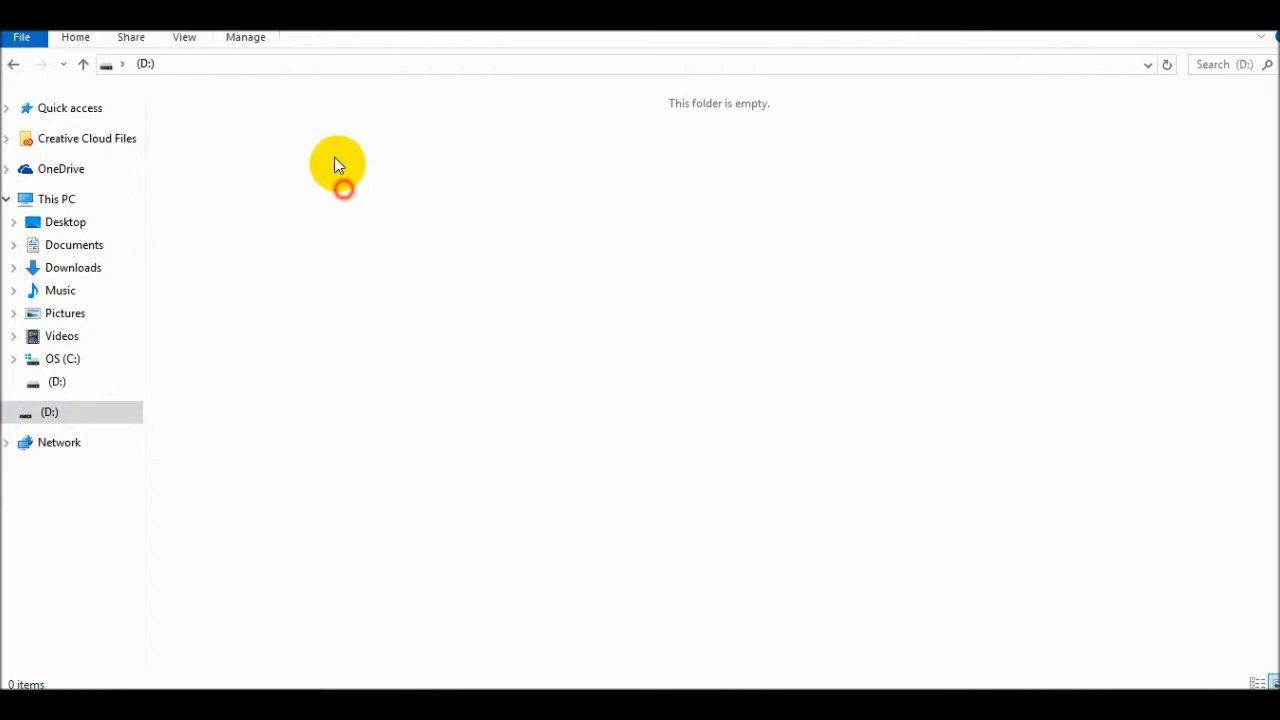 File Home Share View Manage
(D:) Search (D:)
This folder is empty.
Quick access
Creative Cloud Files
OneDrive
This PC
Desktop
Documents
Downloads
Music
Pictures
Videos
OS (C:)
(D:)
(D:)
Network
0 items